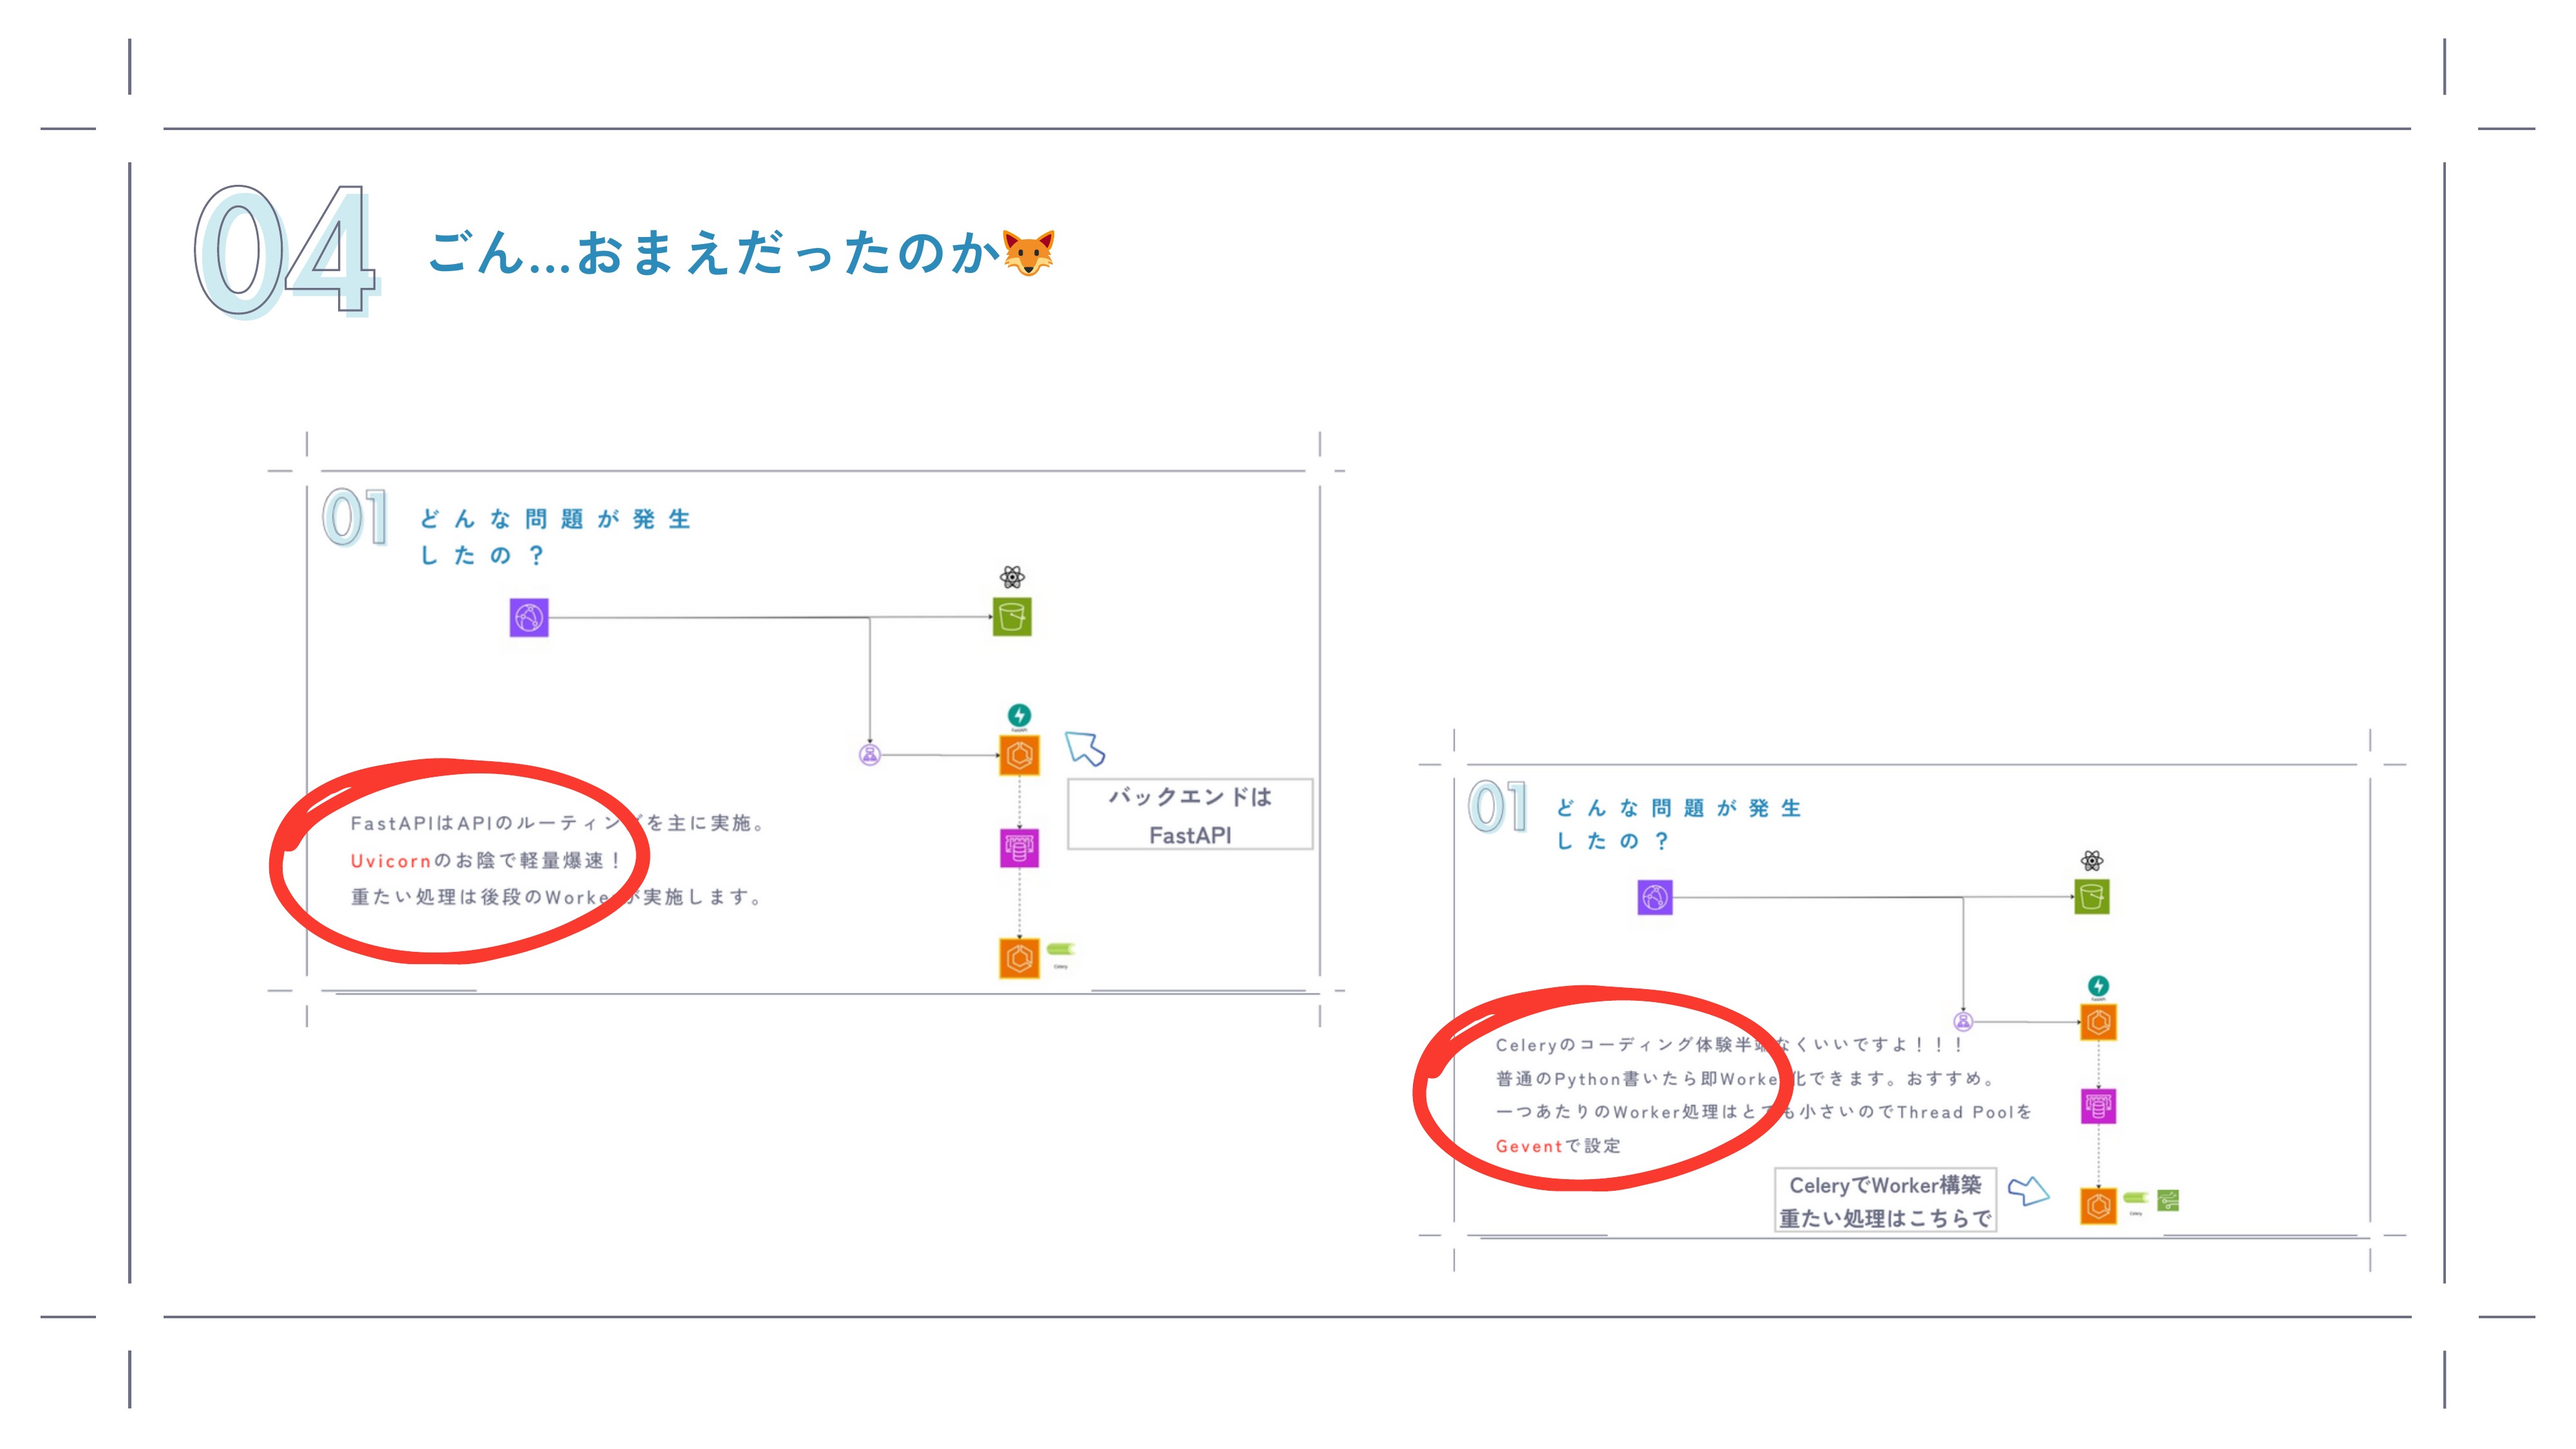 04
ごん...おまえだったのか🦊
01
どんな問題が発生
したの？
FastAPI
バックエンドは
FastAPI
FastAPIはAPIのルーティングを主に実施。
Uvicornのお陰で軽量爆速！
重たい処理は後段のWorkerが実施します。
Celery
01
どんな問題が発生
したの？
FastAPI
Celeryのコーディング体験半端なくいいですよ！！！
普通のPython書いたら即Worker化できます。おすすめ。
一つあたりのWorker処理はとても小さいのでThread Poolを
Geventで設定
CeleryでWorker構築
重たい処理はこちらで
Celery